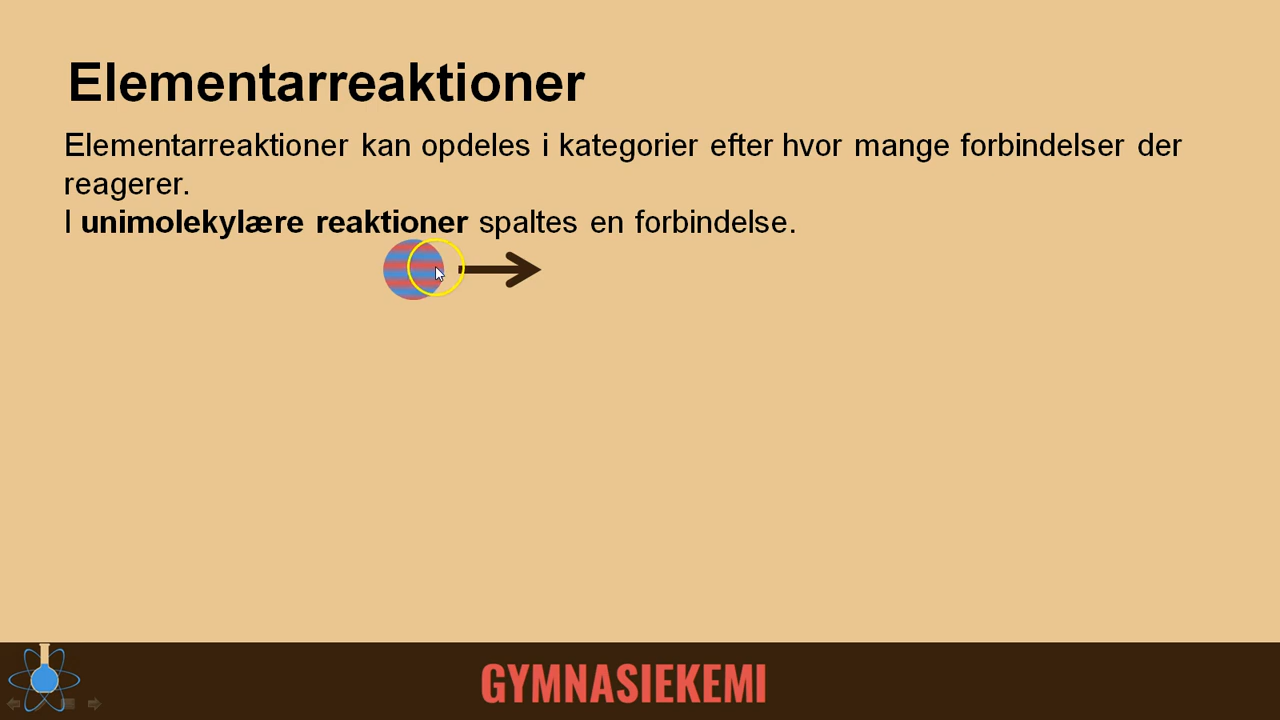 Elementarreaktioner
Elementarreaktioner kan opdeles i kategorier efter hvor mange forbindelser der
reagerer.
I unimolekylære reaktioner spaltes en forbindelse.
GYMNASIEKEMI